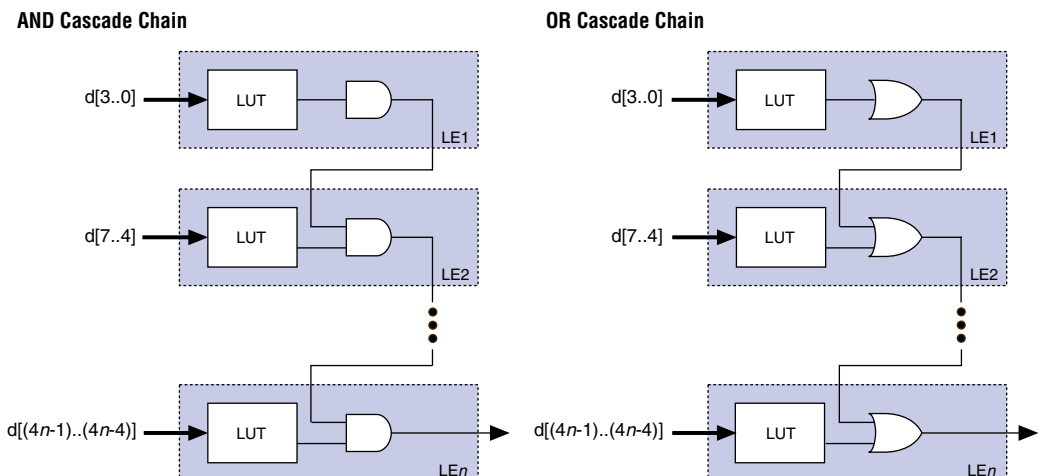 AND Cascade Chain
d[3..0]
LUT
LE1
d[7..4]
LUT
LE2
d[(4n-1)..(4n-4)]
LUT
LEn
OR Cascade Chain
d[3..0]
LUT
LE1
d[7..4]
LUT
LE2
d[(4n-1)..(4n-4)]
LUT
LEn